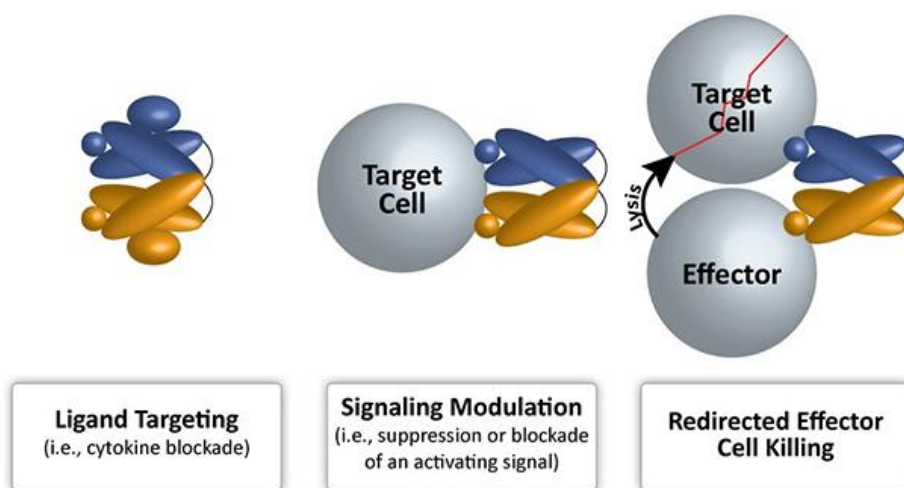 Target
Cell
Target
Cell
Lysis
Effector
Ligand Targeting
(i.e., cytokine blockade)
Signaling Modulation
(i.e., suppression or blockade
of an activating signal)
Redirected Effector
Cell Killing